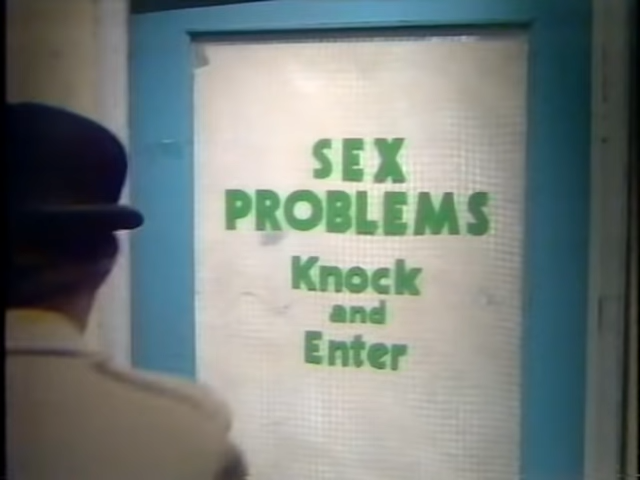 SEX
PROBLEMS
Knock
and
Enter